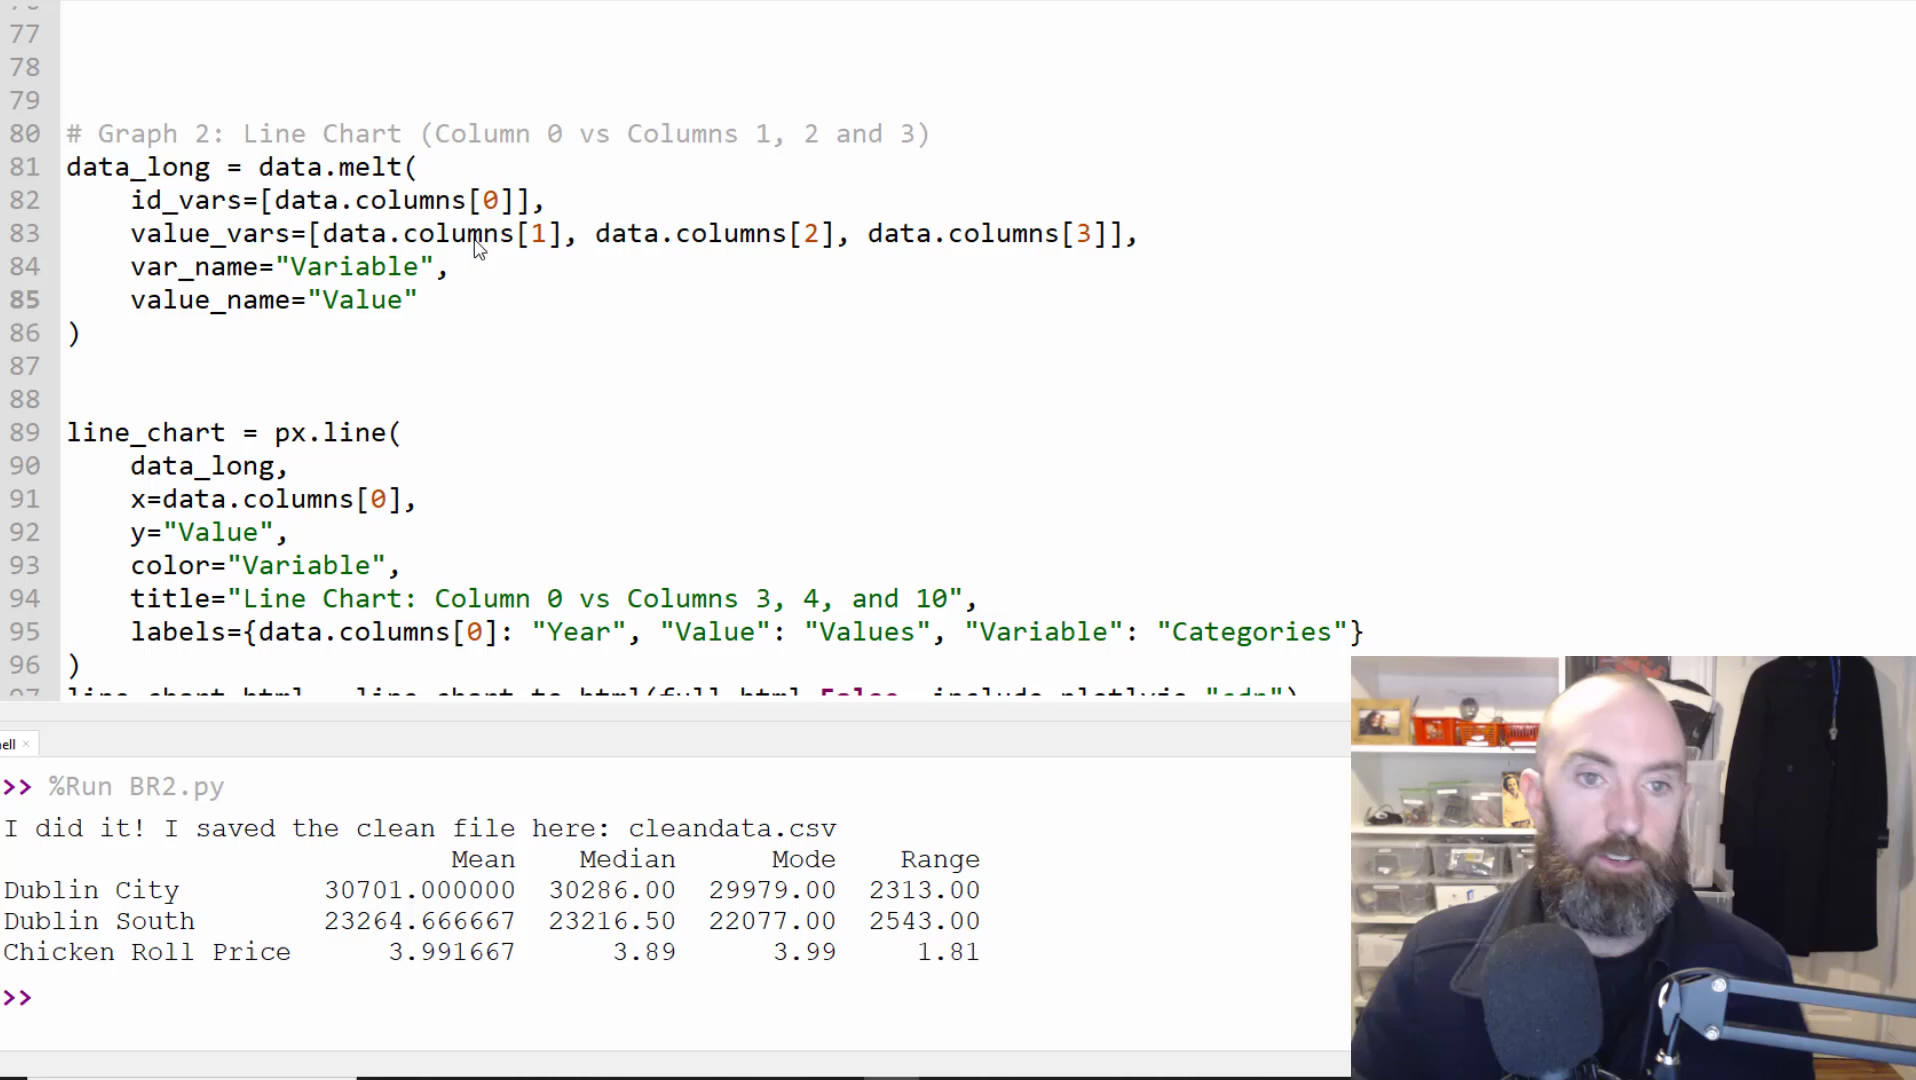 77
78
79
80 # Graph 2: Line Chart (Column 0 vs Columns 1, 2 and 3)
81 data_long = data.melt(
82     id_vars=[data.columns[0]],
83     value_vars=[data.columns[1], data.columns[2], data.columns[3]],
84     var_name="Variable",
85     value_name="Value"
86 )
87
88
89 line_chart = px.line(
90     data_long,
91     x=data.columns[0],
92     y="Value",
93     color="Variable",
94     title="Line Chart: Column 0 vs Columns 3, 4, and 10",
95     labels={data.columns[0]: "Year", "Value": "Values", "Variable": "Categories"}
96 )
ell ×
>> %Run BR2.py
I did it! I saved the clean file here: cleandata.csv
Mean Median Mode Range
Dublin City 30701.000000 30286.00 29979.00 2313.00
Dublin South 23264.666667 23216.50 22077.00 2543.00
Chicken Roll Price 3.991667 3.89 3.99 1.81
>>